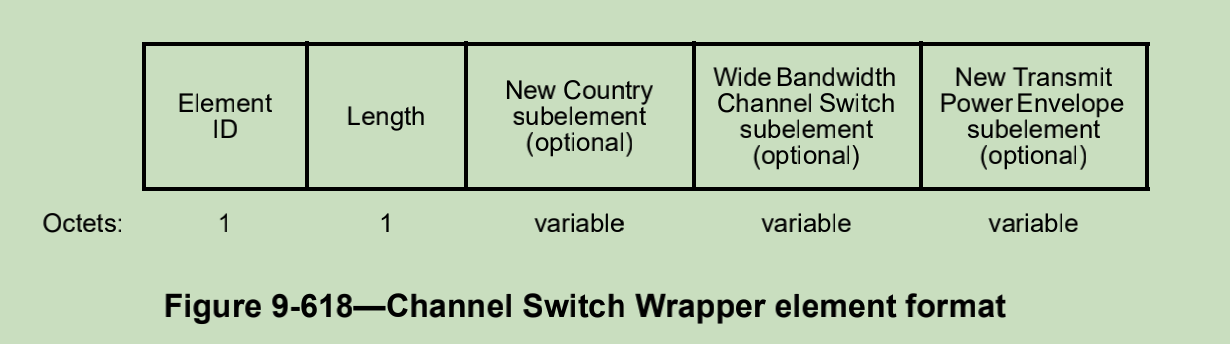 Element
ID
Length
New Country
subelement
(optional)
Wide Bandwidth
Channel Switch
subelement
(optional)
New Transmit
Power Envelope
subelement
(optional)
Octets: 1 1 variable variable variable
Figure 9-618—Channel Switch Wrapper element format